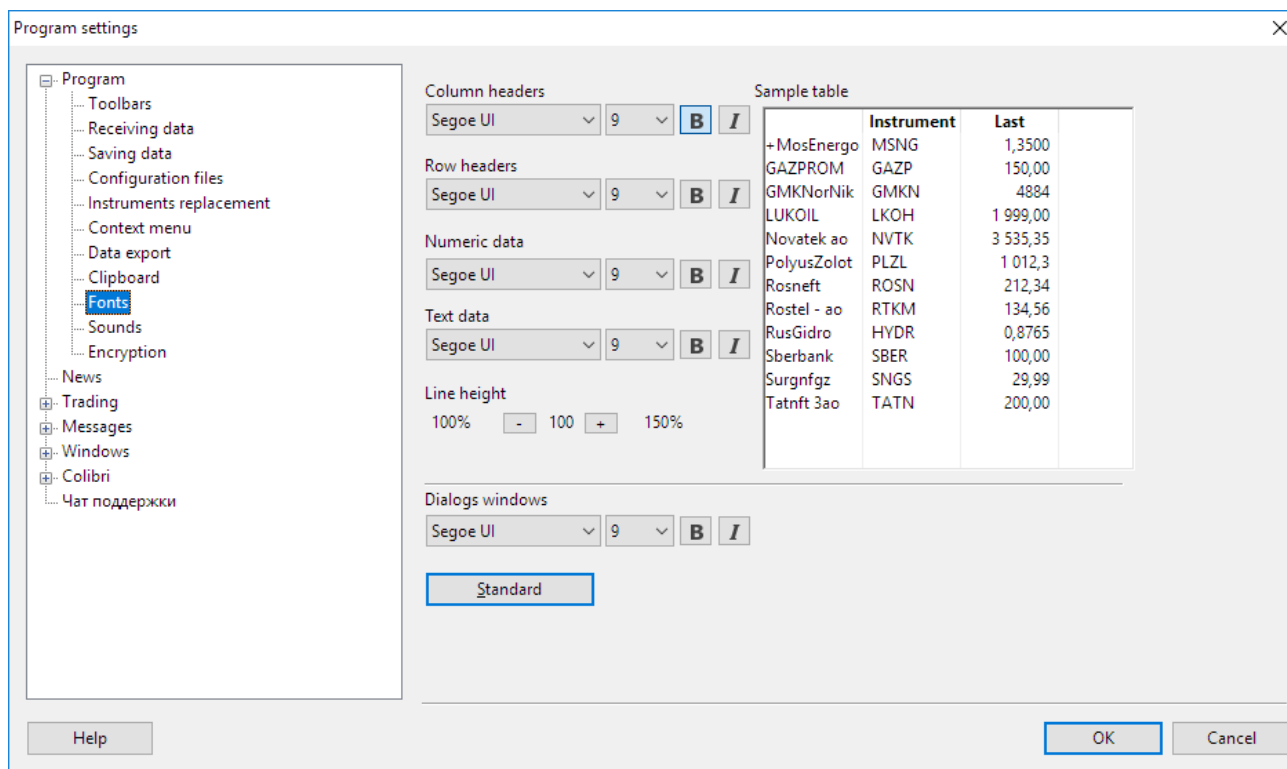 Program settings
Program
Toolbars
Receiving data
Saving data
Configuration files
Instruments replacement
Context menu
Data export
Clipboard
Fonts
Sounds
Encryption
News
Trading
Messages
Windows
Colibri
Чат поддержки
Column headers
Segoe UI 9 B I
Row headers
Segoe UI 9 B I
Numeric data
Segoe UI 9 B I
Text data
Segoe UI 9 B I
Line height
100% - 100 + 150%
Sample table
Instrument Last
+MosEnergo MSNG 1,3500
GAZPROM GAZP 150,00
GMKNorNik GMKN 4884
LUKOIL LKOH 1 999,00
Novatek ao NVTK 3 535,35
PolyusZolot PLZL 1 012,3
Rosneft ROSN 212,34
Rostel - ao RTKM 134,56
RusGidro HYDR 0,8765
Sberbank SBER 100,00
Surgnfgz SNGS 29,99
Tatnft 3ao TATN 200,00
Dialogs windows
Segoe UI 9 B I
Standard
Help
OK
Cancel